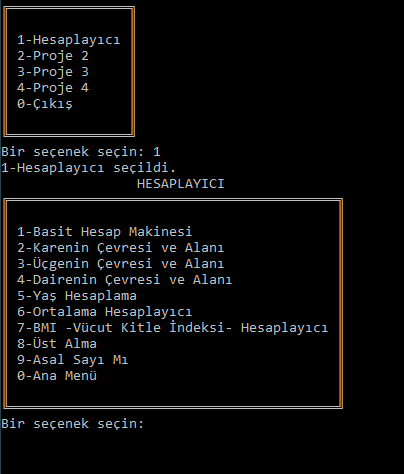 1-Hesaplayıcı
2-Proje 2
3-Proje 3
4-Proje 4
0-Çıkış
Bir seçenek seçin: 1
1-Hesaplayıcı seçildi.
HESAPLAYICI
1-Basit Hesap Makinesi
2-Karenin Çevresi ve Alanı
3-Üçgenin Çevresi ve Alanı
4-Dairenin Çevresi ve Alanı
5-Yaş Hesaplama
6-Ortalama Hesaplayıcı
7-BMI -Vücut Kitle İndeksi- Hesaplayıcı
8-Üst Alma
9-Asal Sayı Mı
0-Ana Menü
Bir seçenek seçin: